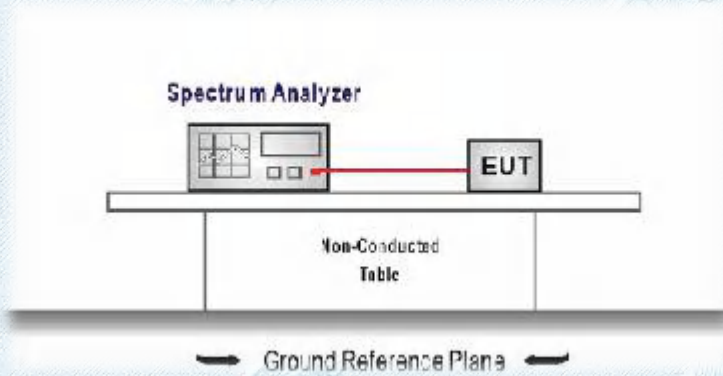 Spectrum Analyzer
EUT
Non-Conducted
Table
Ground Reference Plane